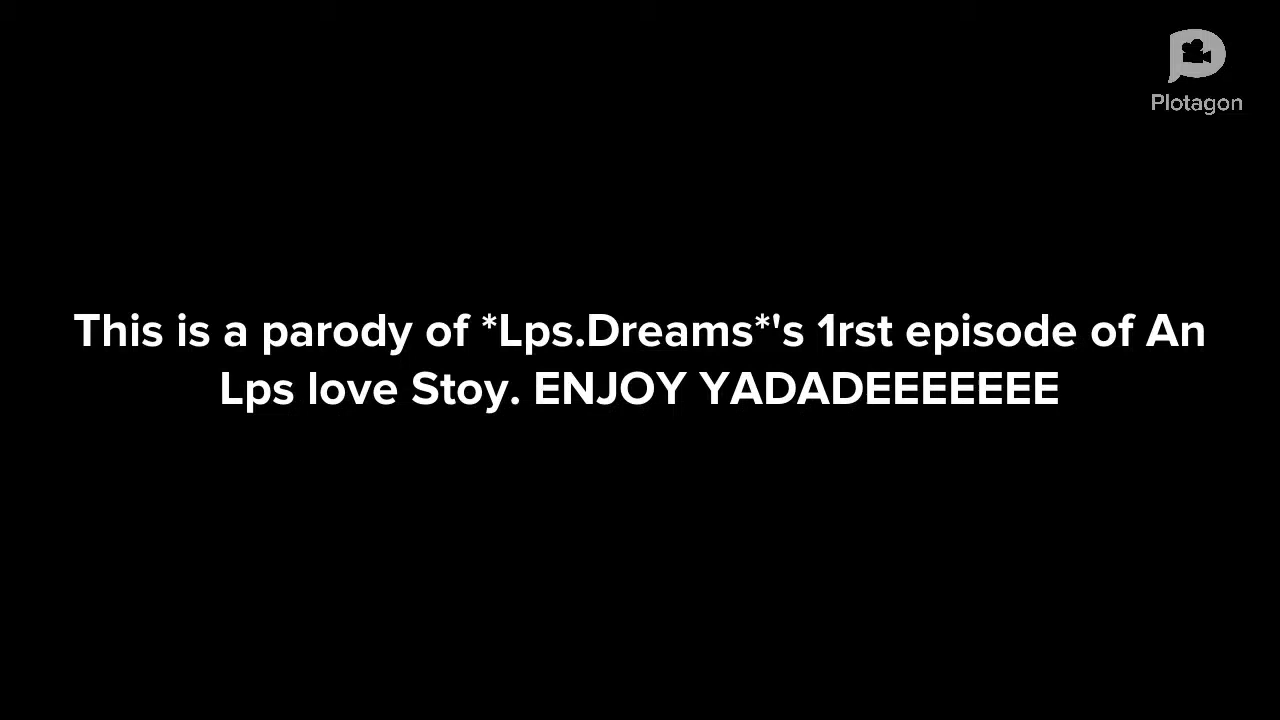 Plotagon
This is a parody of *Lps.Dreams*'s 1rst episode of An
Lps love Stoy. ENJOY YADADEEEEEEE